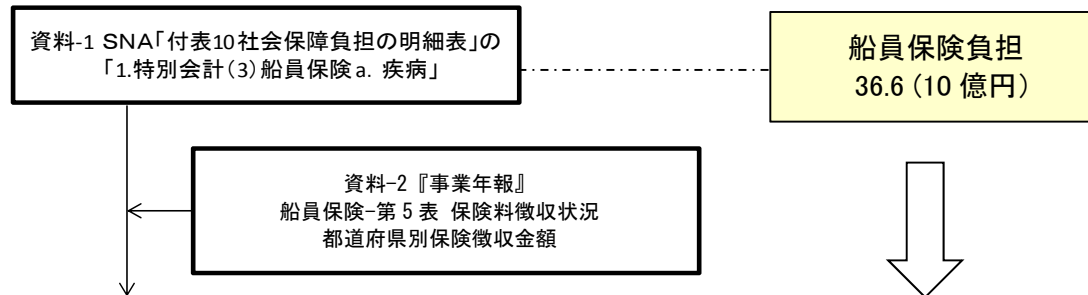 資料-1 SNA「付表10社会保障負担の明細表」の
「1.特別会計(3)船員保険a. 疾病」
船員保険負担
36.6(10 億円)
資料-2『事業年報』
船員保険-第5表 保険料徴収状況
都道府県別保険徴収金額